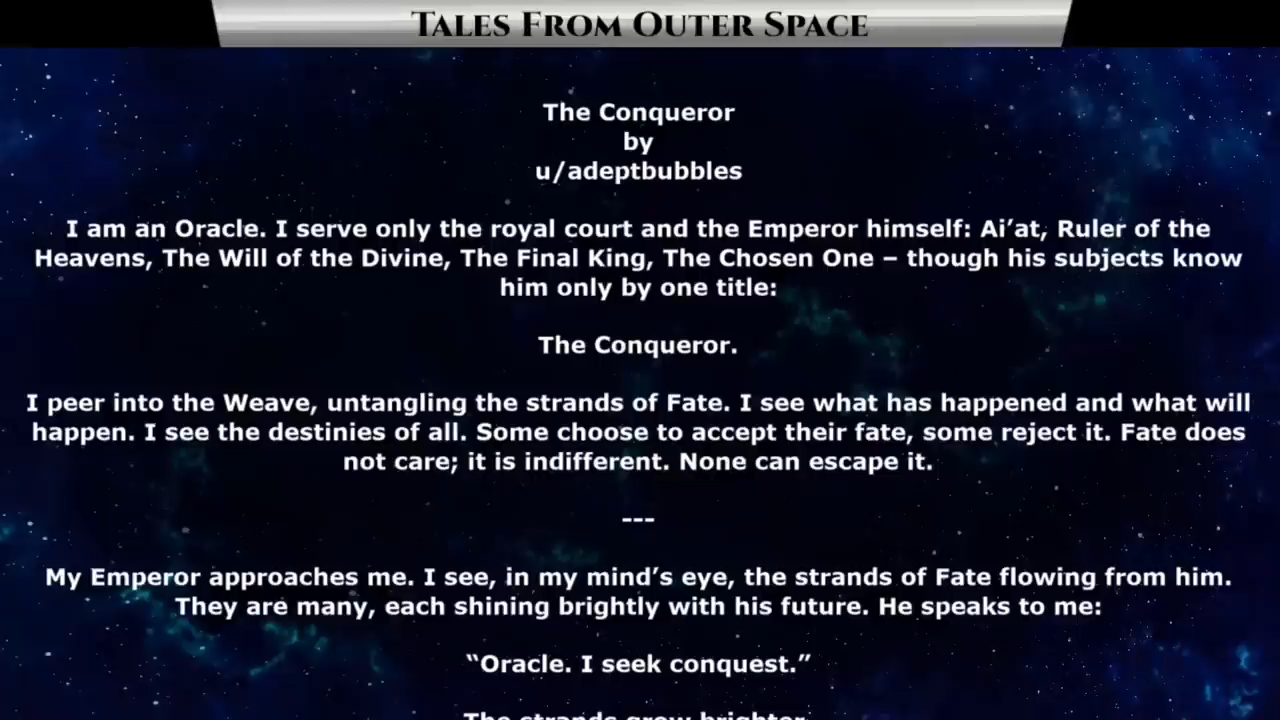 Tales From Outer Space
The Conqueror
by
u/adeptbubbles
I am an Oracle. I serve only the royal court and the Emperor himself: Ai’at, Ruler of the
Heavens, The Will of the Divine, The Final King, The Chosen One – though his subjects know
him only by one title:
The Conqueror.
I peer into the Weave, untangling the strands of Fate. I see what has happened and what will
happen. I see the destinies of all. Some choose to accept their fate, some reject it. Fate does
not care; it is indifferent. None can escape it.
---
My Emperor approaches me. I see, in my mind’s eye, the strands of Fate flowing from him.
They are many, each shining brightly with his future. He speaks to me:
“Oracle. I seek conquest.”
The strands grow brighter